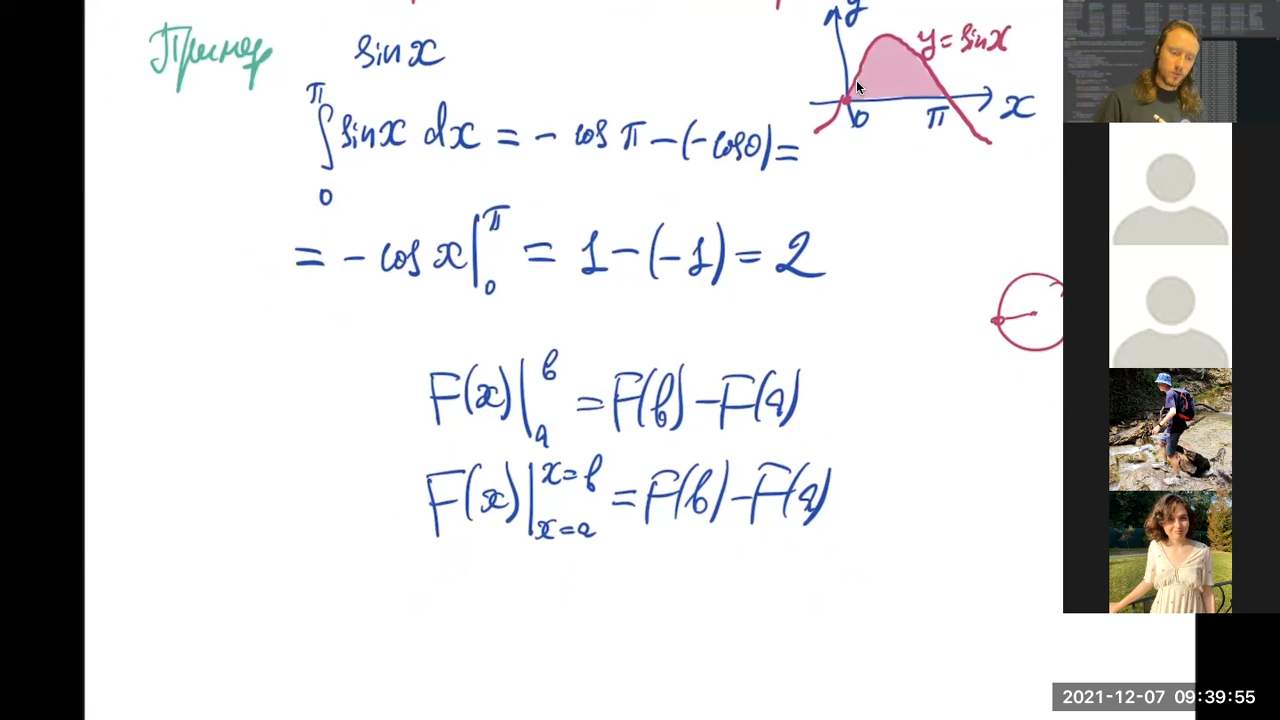 Пример
sin x
y
y = sin x
0
π
x
∫₀^π sin x dx = - cos π - (- cos 0) =
= - cos x |₀^π = 1 - (-1) = 2
F(x) |ₐ^b = F(b) - F(a)
F(x) |ₓ₌ₐ^x=b = F(b) - F(a)
2021-12-07 09:39:55